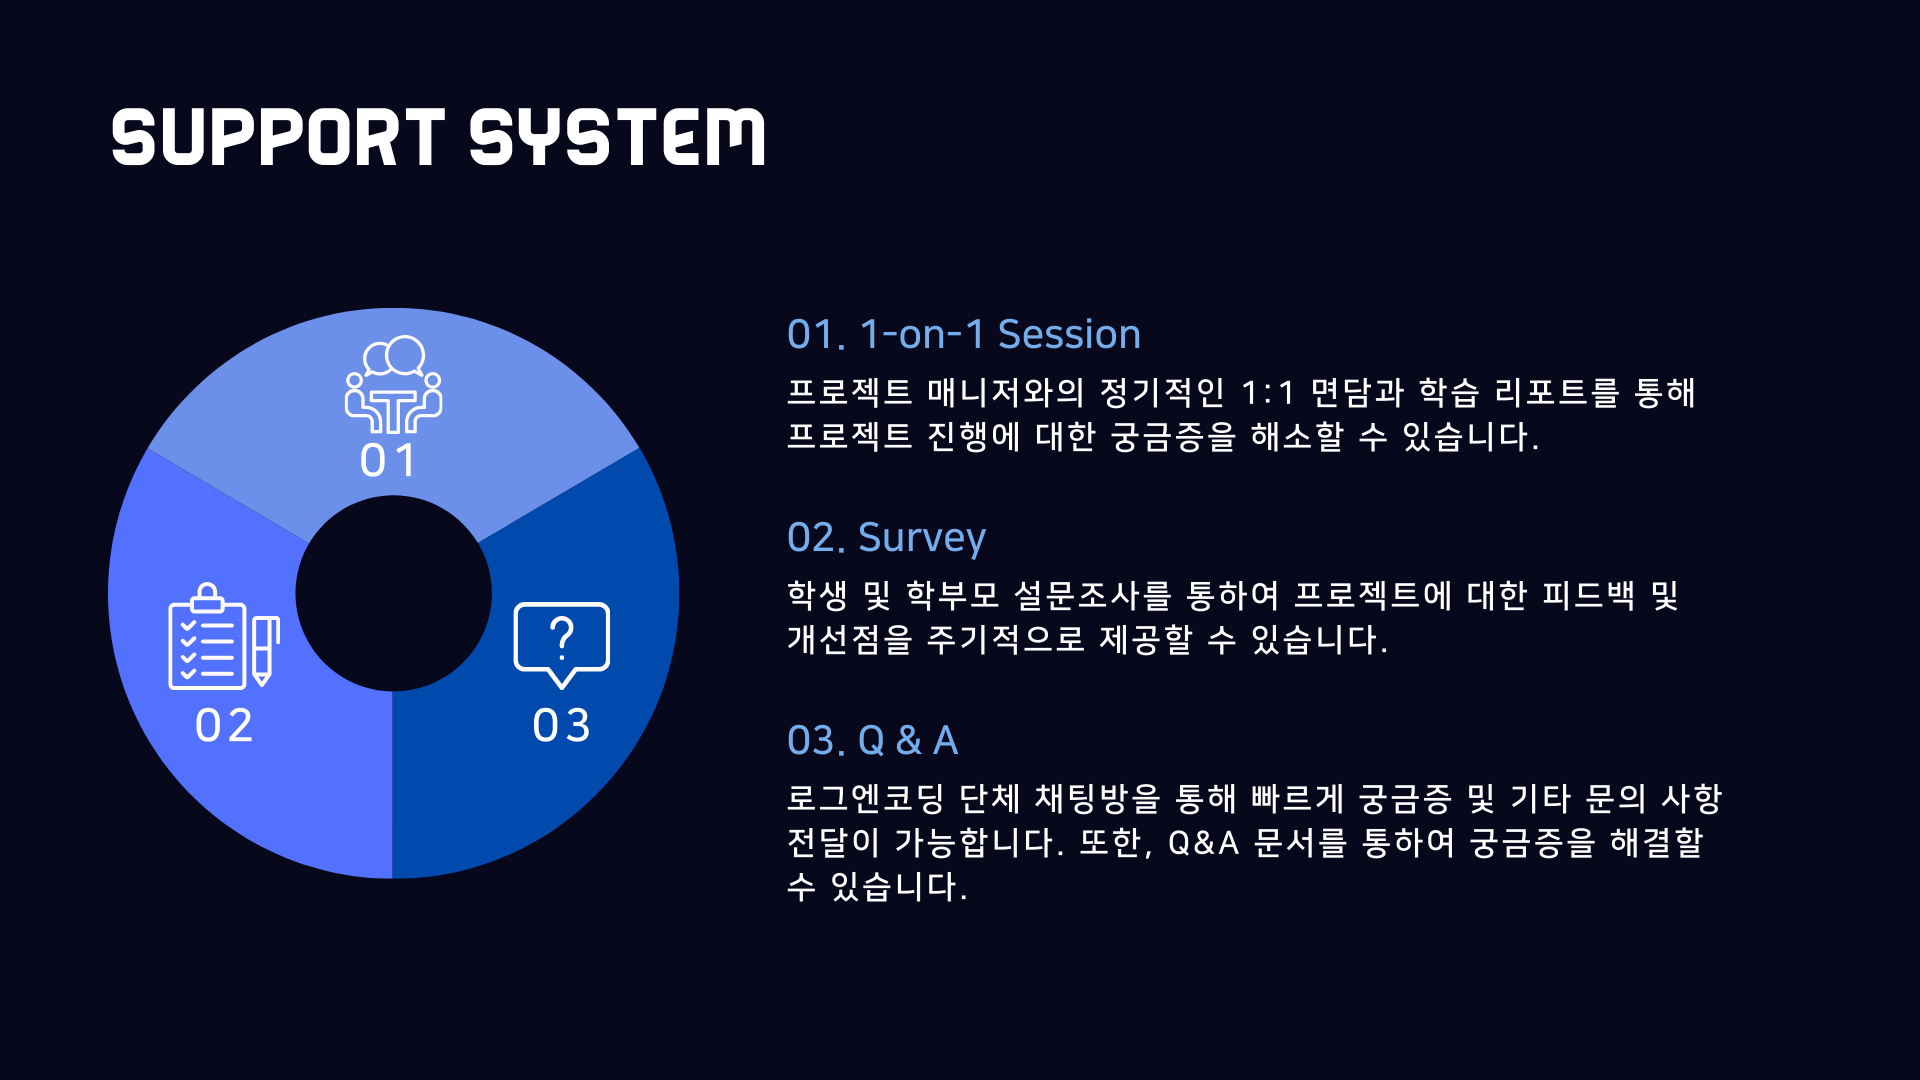 SUPPORT SYSTEM
01
02
03
01. 1-on-1 Session
프로젝트 매니저와의 정기적인 1:1 면담과 학습 리포트를 통해
프로젝트 진행에 대한 궁금증을 해소할 수 있습니다.
02. Survey
학생 및 학부모 설문조사를 통하여 프로젝트에 대한 피드백 및
개선점을 주기적으로 제공할 수 있습니다.
03. Q & A
로그엔코딩 단체 채팅방을 통해 빠르게 궁금증 및 기타 문의 사항
전달이 가능합니다. 또한, Q&A 문서를 통하여 궁금증을 해결할
수 있습니다.